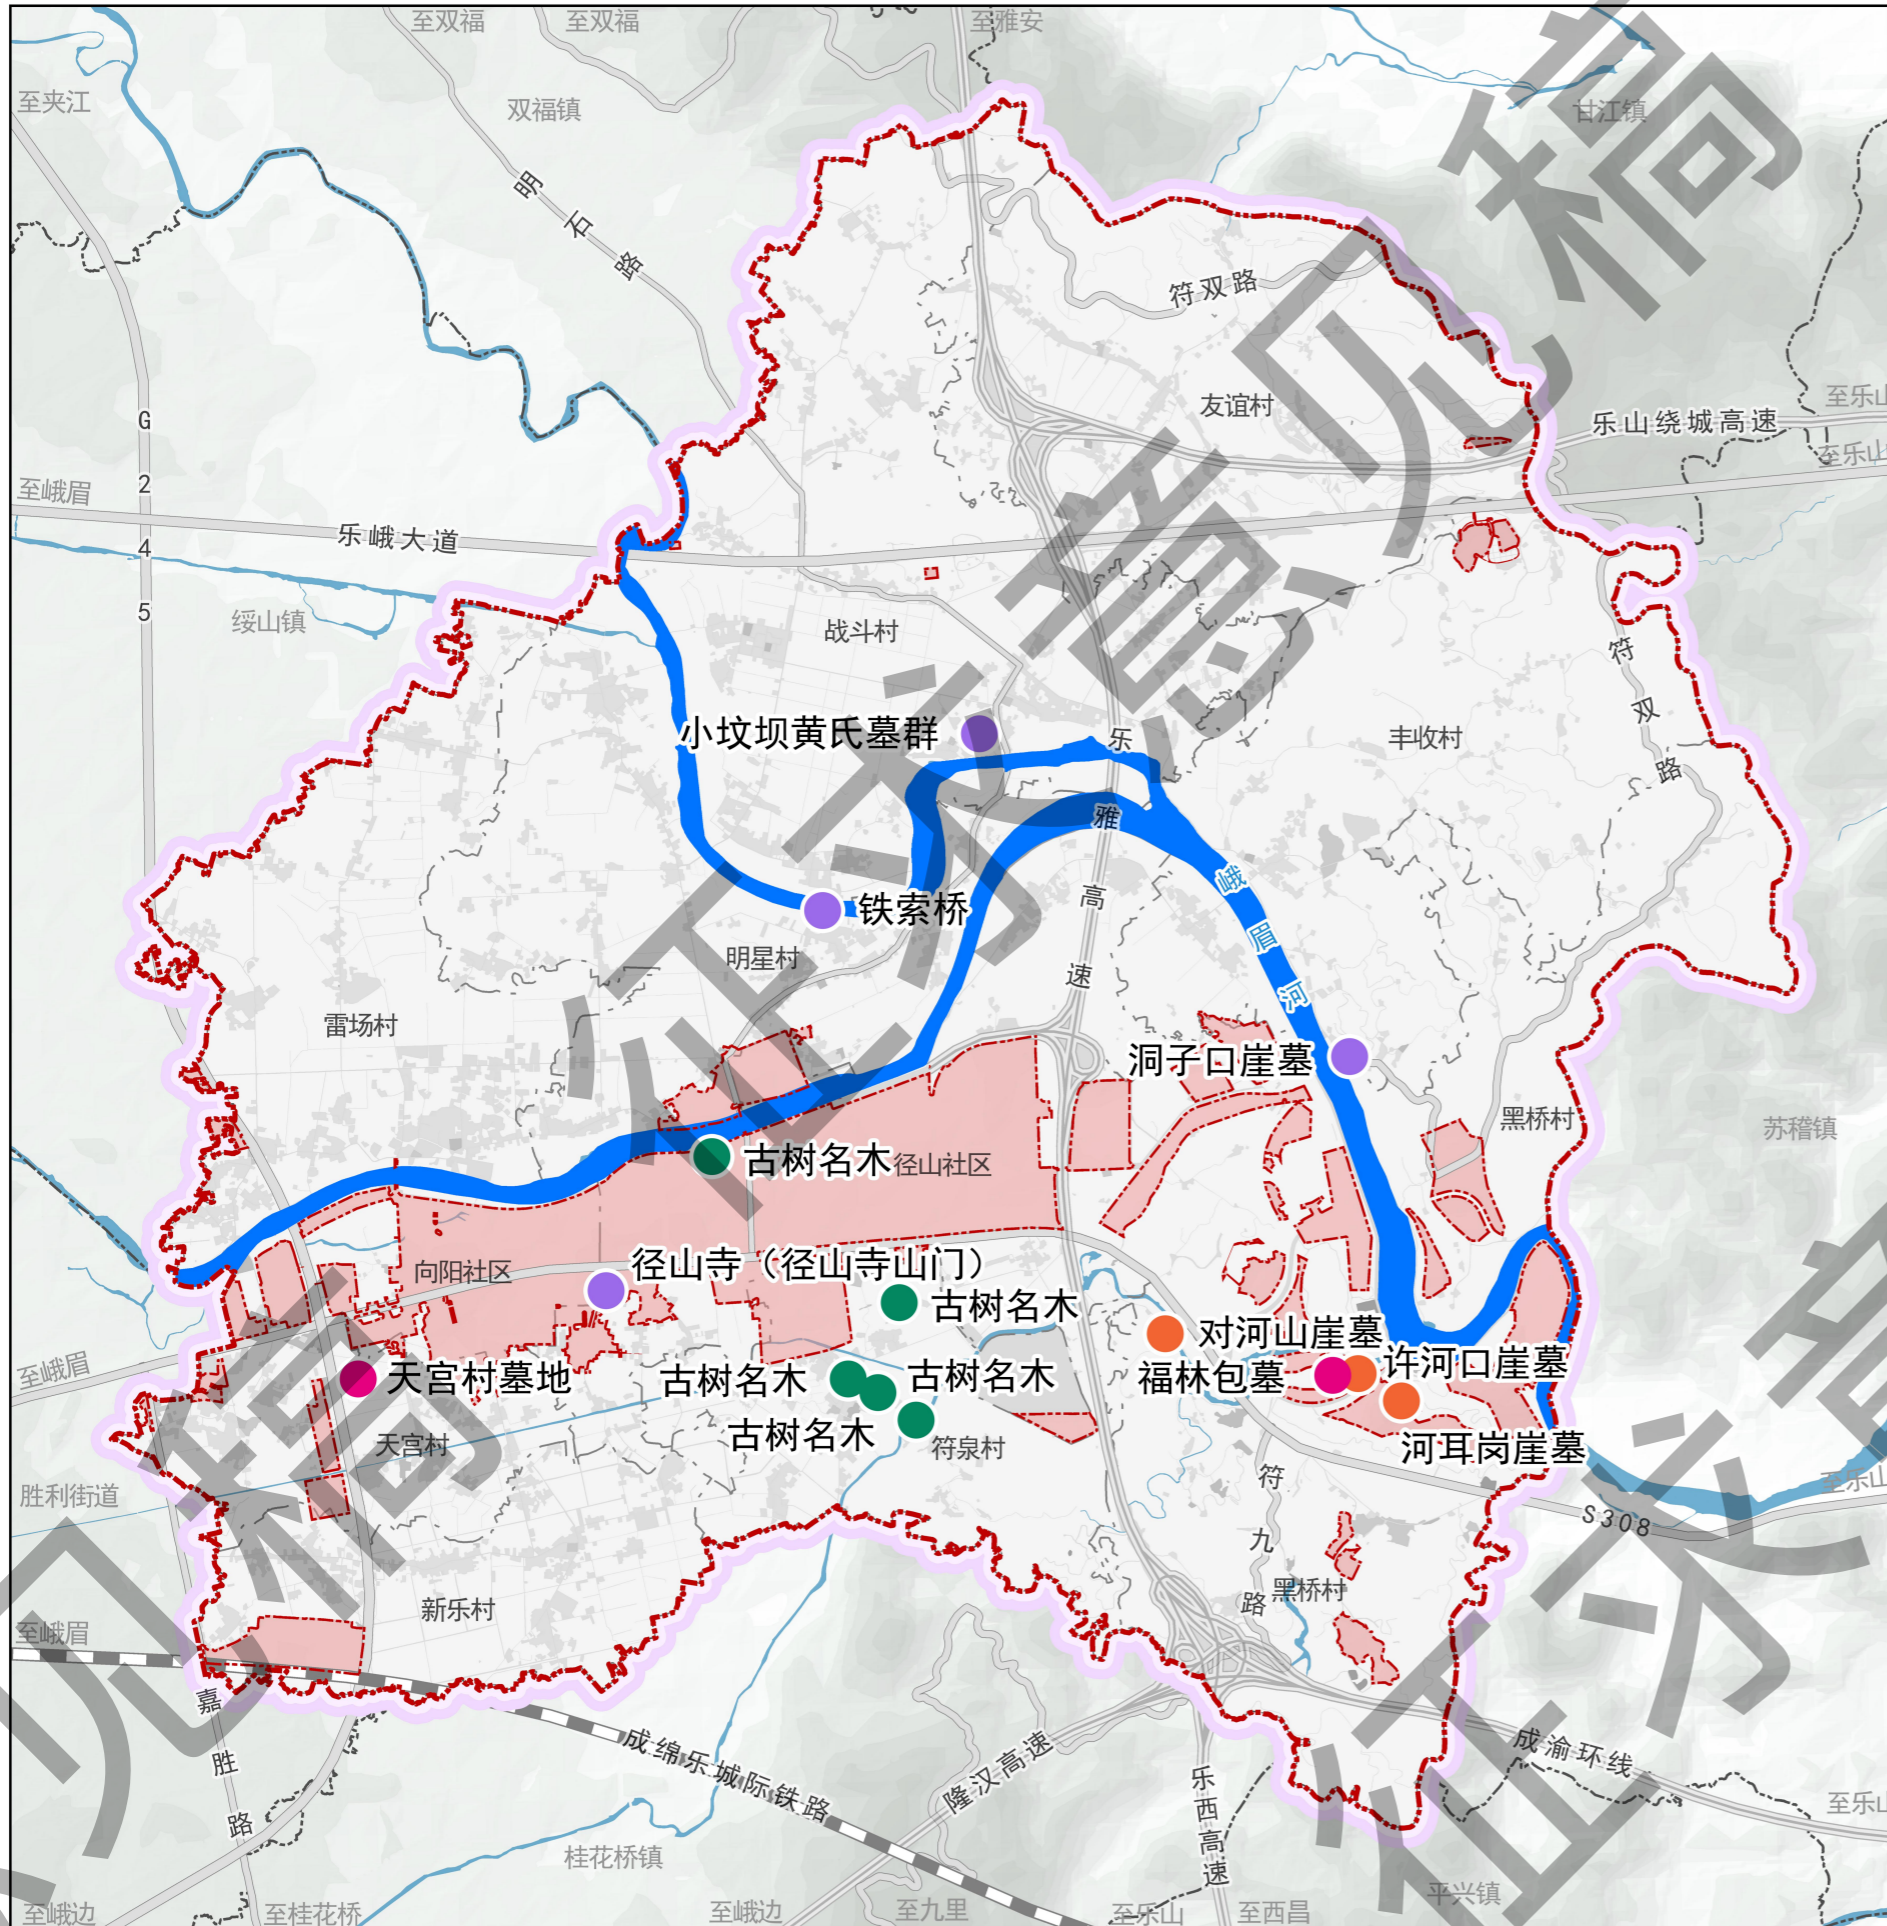 至双福
至双福
至雅安
至夹江
双福镇
甘江镇
明石路
符双路
友谊村
至乐山
乐山绕城高速
至乐山
G245
至峨眉
乐峨大道
绥山镇
战斗村
符双路
小坟坝黄氏墓群
丰收村
乐雅高速
峨眉河
铁索桥
明星村
雷场村
洞子口崖墓
黑桥村
苏稽镇
古树名木
径山社区
向阳社区
径山寺（径山寺山门）
古树名木
对河山崖墓
至峨眉
天宫村墓地
古树名木
古树名木
福林包墓
许河口崖墓
古树名木
天宫村
符泉村
河耳岗崖墓
胜利街道
至乐山
S308
符九路
黑桥村
新乐村
至峨眉
嘉胜路
成绵乐城际铁路
隆汉高速
成渝环线
乐西高速
至乐山
桂花桥镇
平兴镇
至峨边
至桂花桥
至峨边
至九里
至乐山
至西昌
征求意见稿
见稿
征求意